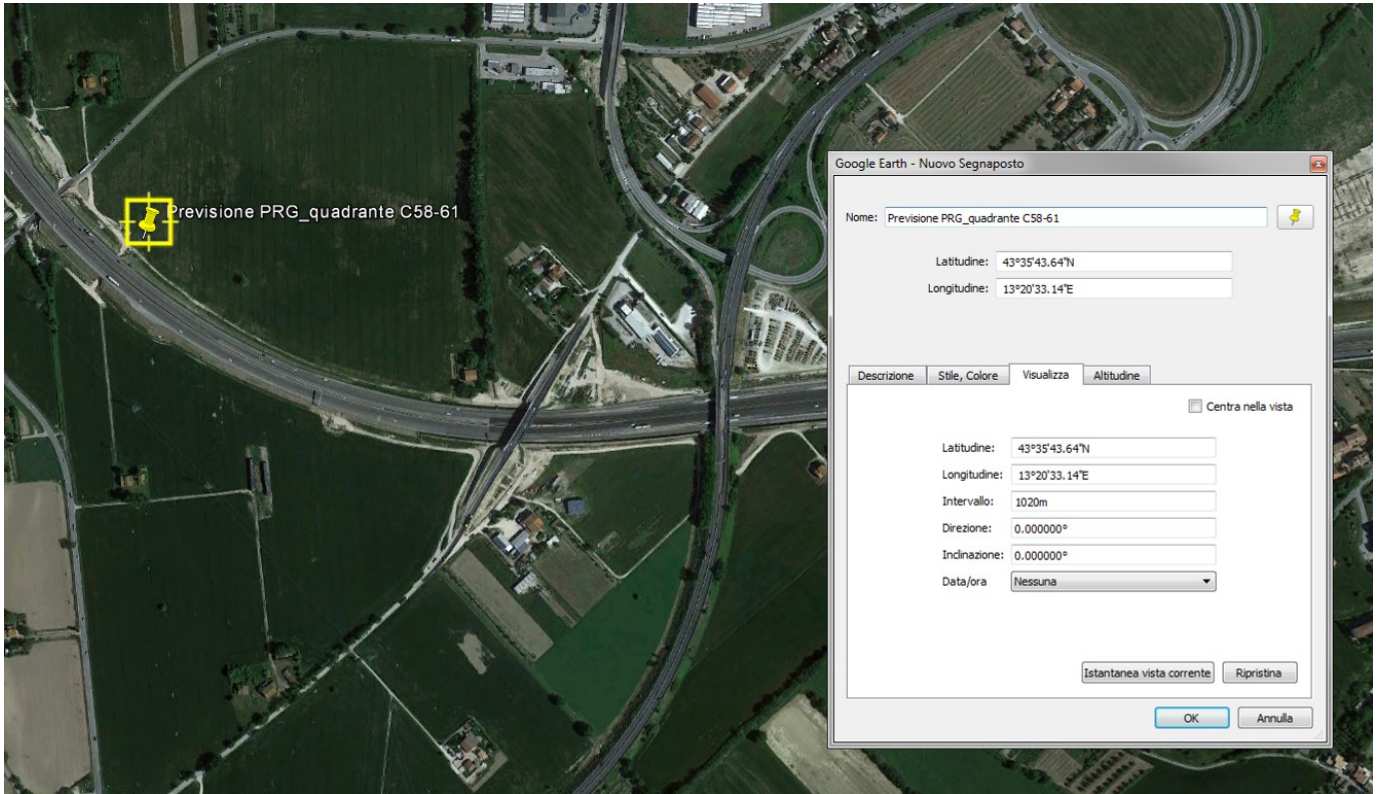 Previsione PRG_quadrante C58-61
Google Earth - Nuovo Segnaposto
Nome: Previsione PRG_quadrante C58-61
Latitudine: 43°35'43.64"N
Longitudine: 13°20'33.14"E
Descrizione Stile, Colore Visualizza Altitudine
Centra nella vista
Latitudine: 43°35'43.64"N
Longitudine: 13°20'33.14"E
Intervallo: 1020m
Direzione: 0.000000°
Inclinazione: 0.000000°
Data/ora Nessuna
Istantanea vista corrente Ripristina
OK Annulla